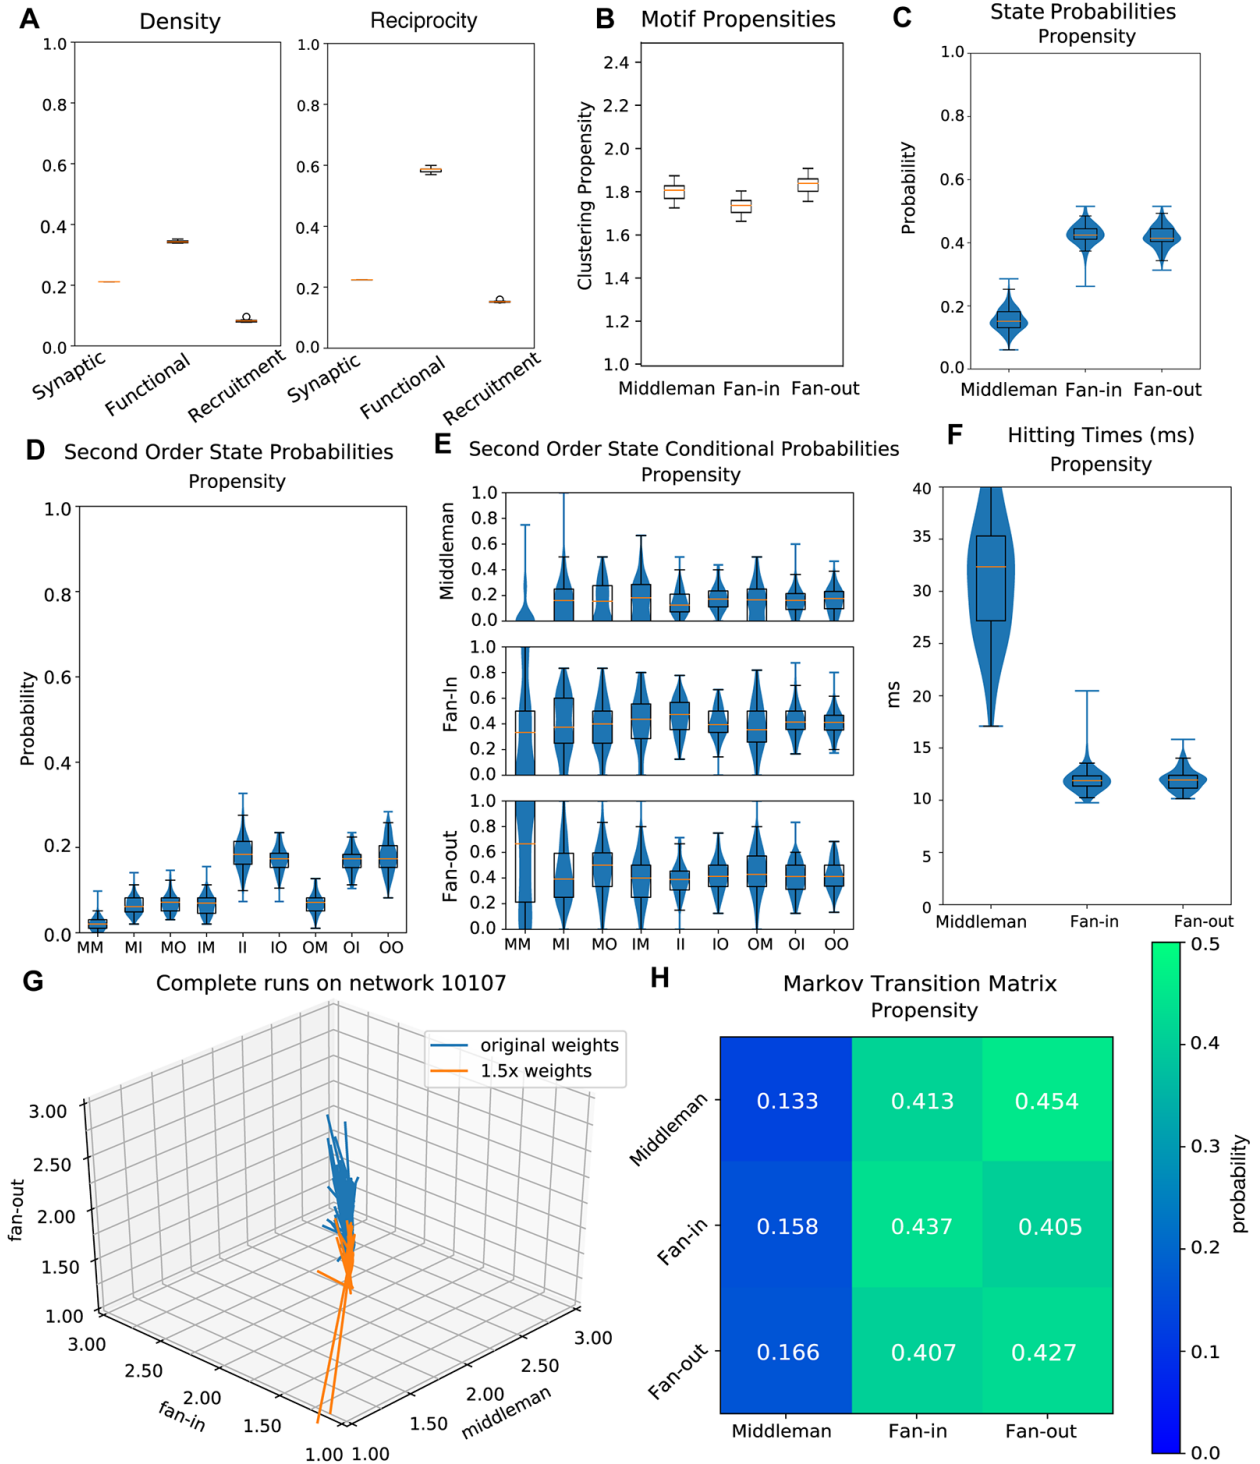 A
Density
1.0
0.8
0.6
0.4
0.2
0.0
Synaptic
Functional
Recruitment
Reciprocity
1.0
0.8
0.6
0.4
0.2
0.0
Synaptic
Functional
Recruitment
B
Motif Propensities
Clustering Propensity
2.4
2.2
2.0
1.8
1.6
1.4
1.2
1.0
Middleman
Fan-in
Fan-out
C
State Probabilities
Propensity
Probability
1.0
0.8
0.6
0.4
0.2
0.0
Middleman
Fan-in
Fan-out
D
Second Order State Probabilities
Propensity
Probability
1.0
0.8
0.6
0.4
0.2
0.0
MM
MI
MO
IM
II
IO
OM
OI
OO
E
Second Order State Conditional Probabilities
Propensity
Middleman
1.0
0.8
0.6
0.4
0.2
0.0
Fan-In
1.0
0.8
0.6
0.4
0.2
0.0
Fan-out
1.0
0.8
0.6
0.4
0.2
0.0
MM
MI
MO
IM
II
IO
OM
OI
OO
F
Hitting Times (ms)
Propensity
ms
40
35
30
25
20
15
10
5
0
Middleman
Fan-in
Fan-out
G
Complete runs on network 10107
original weights
1.5x weights
fan-out
3.00
2.50
2.00
1.50
1.00
3.00
2.50
2.00
1.50
1.00
fan-in
1.00
1.50
2.00
2.50
3.00
middleman
H
Markov Transition Matrix
Propensity
Middleman
0.133
0.413
0.454
Fan-in
0.158
0.437
0.405
Fan-out
0.166
0.407
0.427
Middleman
Fan-in
Fan-out
0.5
0.4
0.3
0.2
0.1
0.0
probability